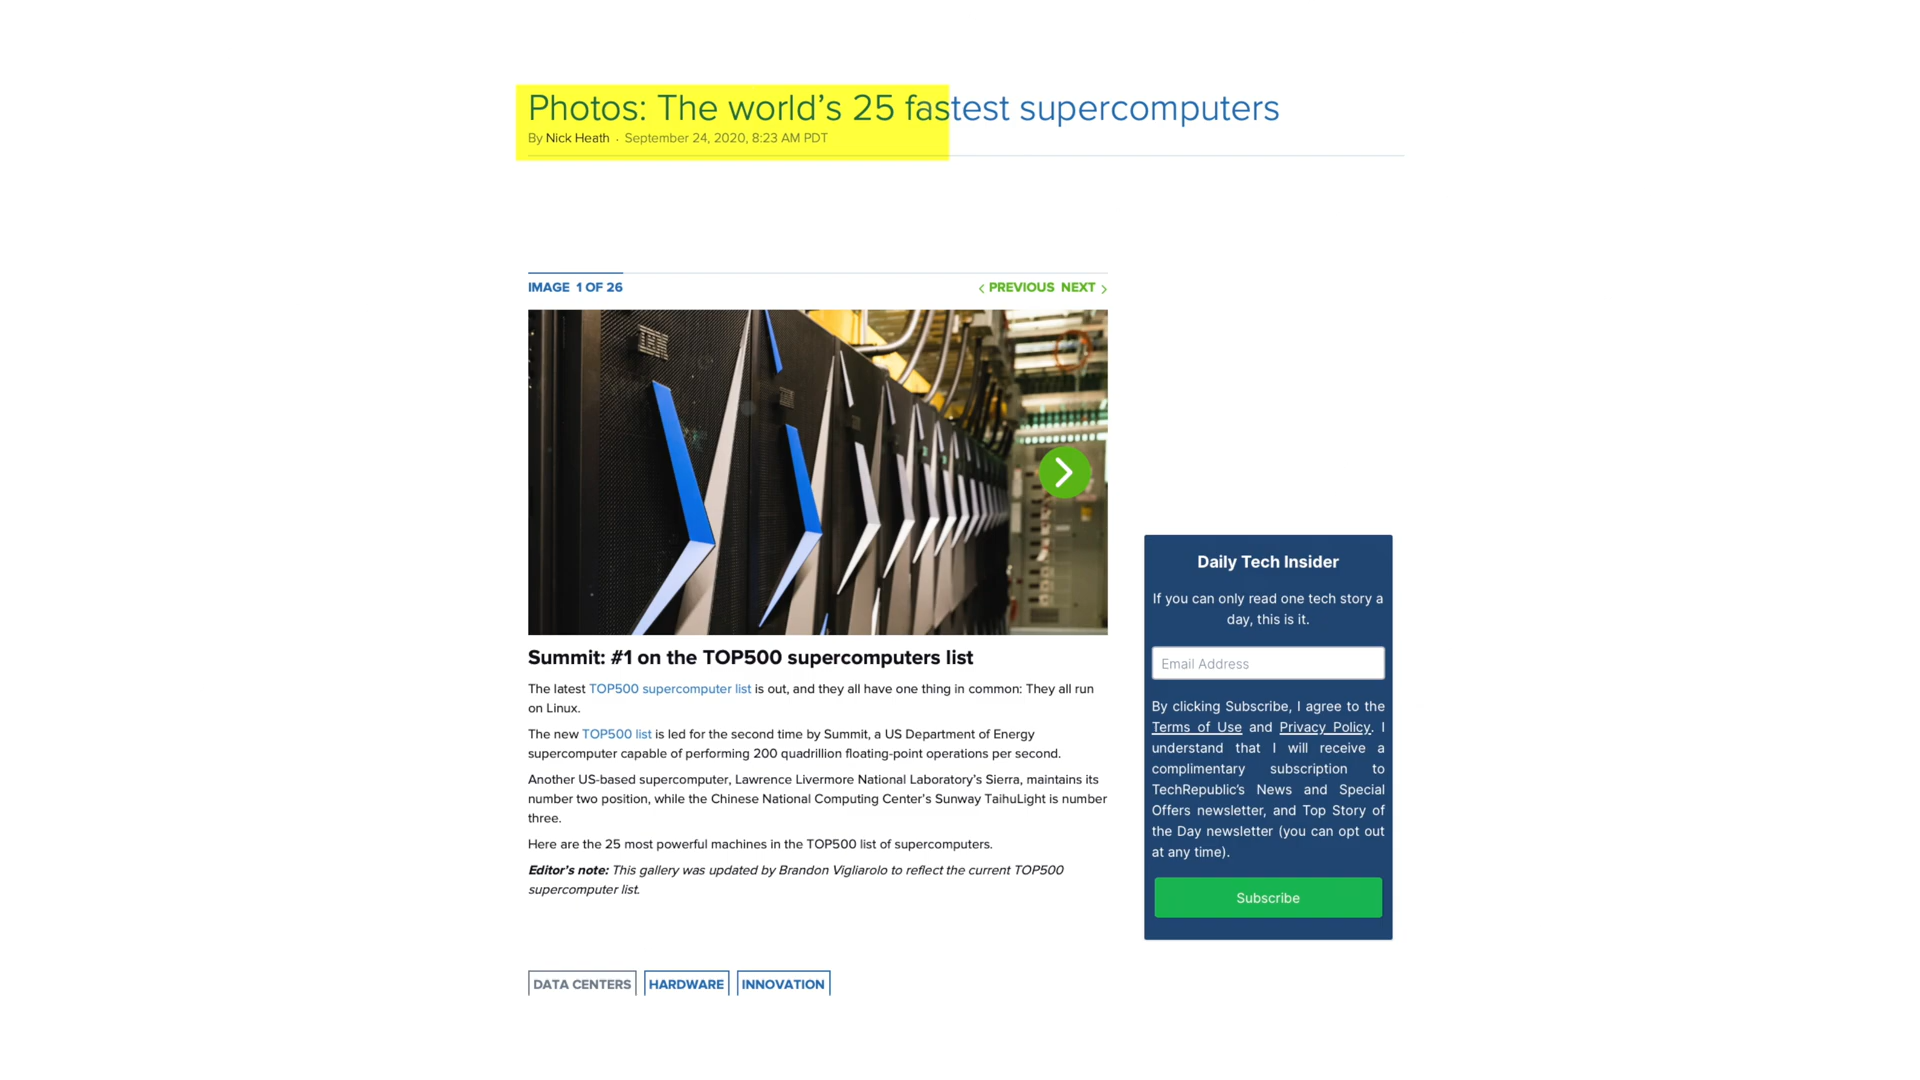 Photos: The world's 25 fastest supercomputers
By Nick Heath · September 24, 2020, 8:23 AM PDT
IMAGE 1 OF 26
‹ PREVIOUS NEXT ›
IBM
Summit: #1 on the TOP500 supercomputers list
The latest TOP500 supercomputer list is out, and they all have one thing in common: They all run
on Linux.
The new TOP500 list is led for the second time by Summit, a US Department of Energy
supercomputer capable of performing 200 quadrillion floating-point operations per second.
Another US-based supercomputer, Lawrence Livermore National Laboratory's Sierra, maintains its
number two position, while the Chinese National Computing Center's Sunway TaihuLight is number
three.
Here are the 25 most powerful machines in the TOP500 list of supercomputers.
Editor's note: This gallery was updated by Brandon Vigliarolo to reflect the current TOP500
supercomputer list.
Daily Tech Insider
If you can only read one tech story a
day, this is it.
Email Address
By clicking Subscribe, I agree to the
Terms of Use and Privacy Policy. I
understand that I will receive a
complimentary subscription to
TechRepublic's News and Special
Offers newsletter, and Top Story of
the Day newsletter (you can opt out
at any time).
Subscribe
DATA CENTERS HARDWARE INNOVATION